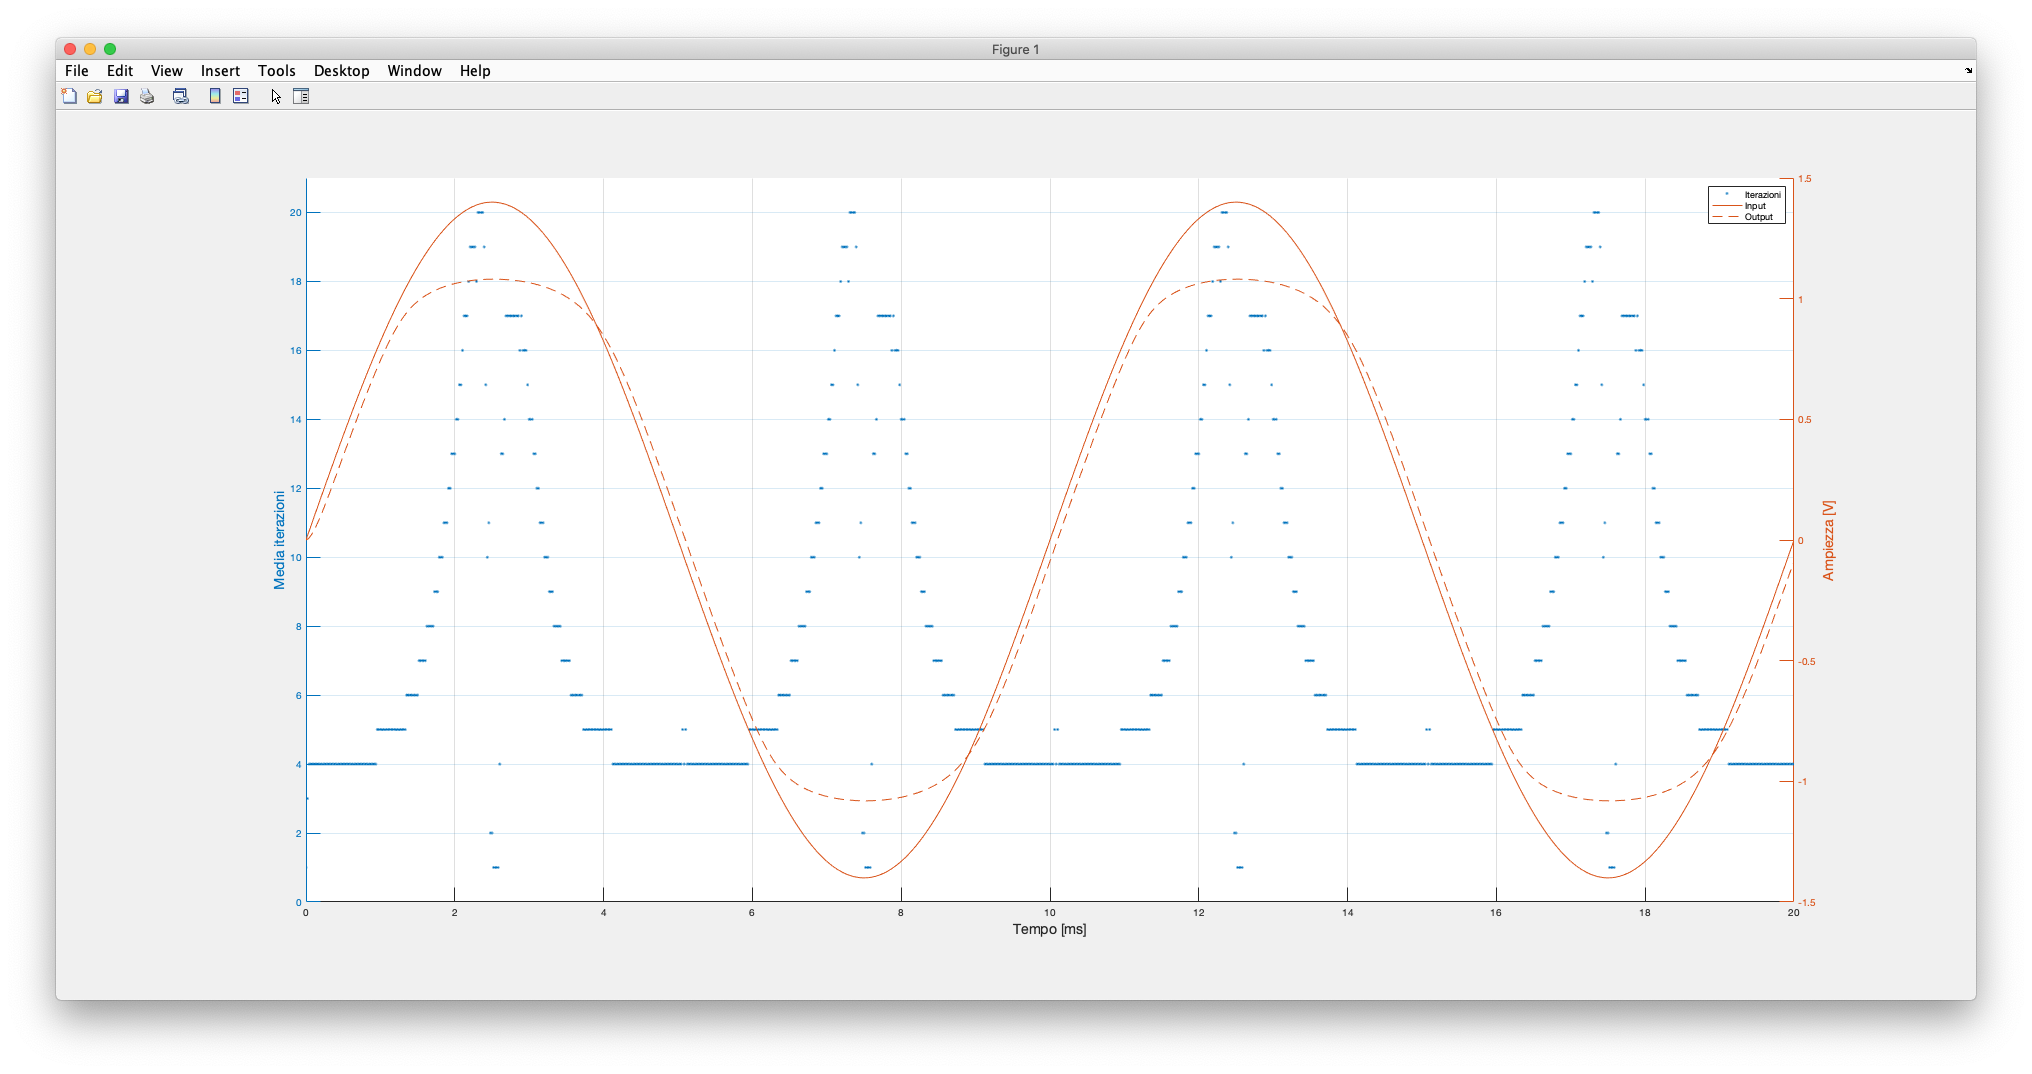 Figure 1
File Edit View Insert Tools Desktop Window Help
Iterazioni
Input
Output
Media iterazioni
20
18
16
14
12
10
8
6
4
2
0
0 2 4 6 8 10 12 14 16 18 20
Tempo [ms]
1.5
1
0.5
0
-0.5
-1
-1.5
Ampiezza [V]